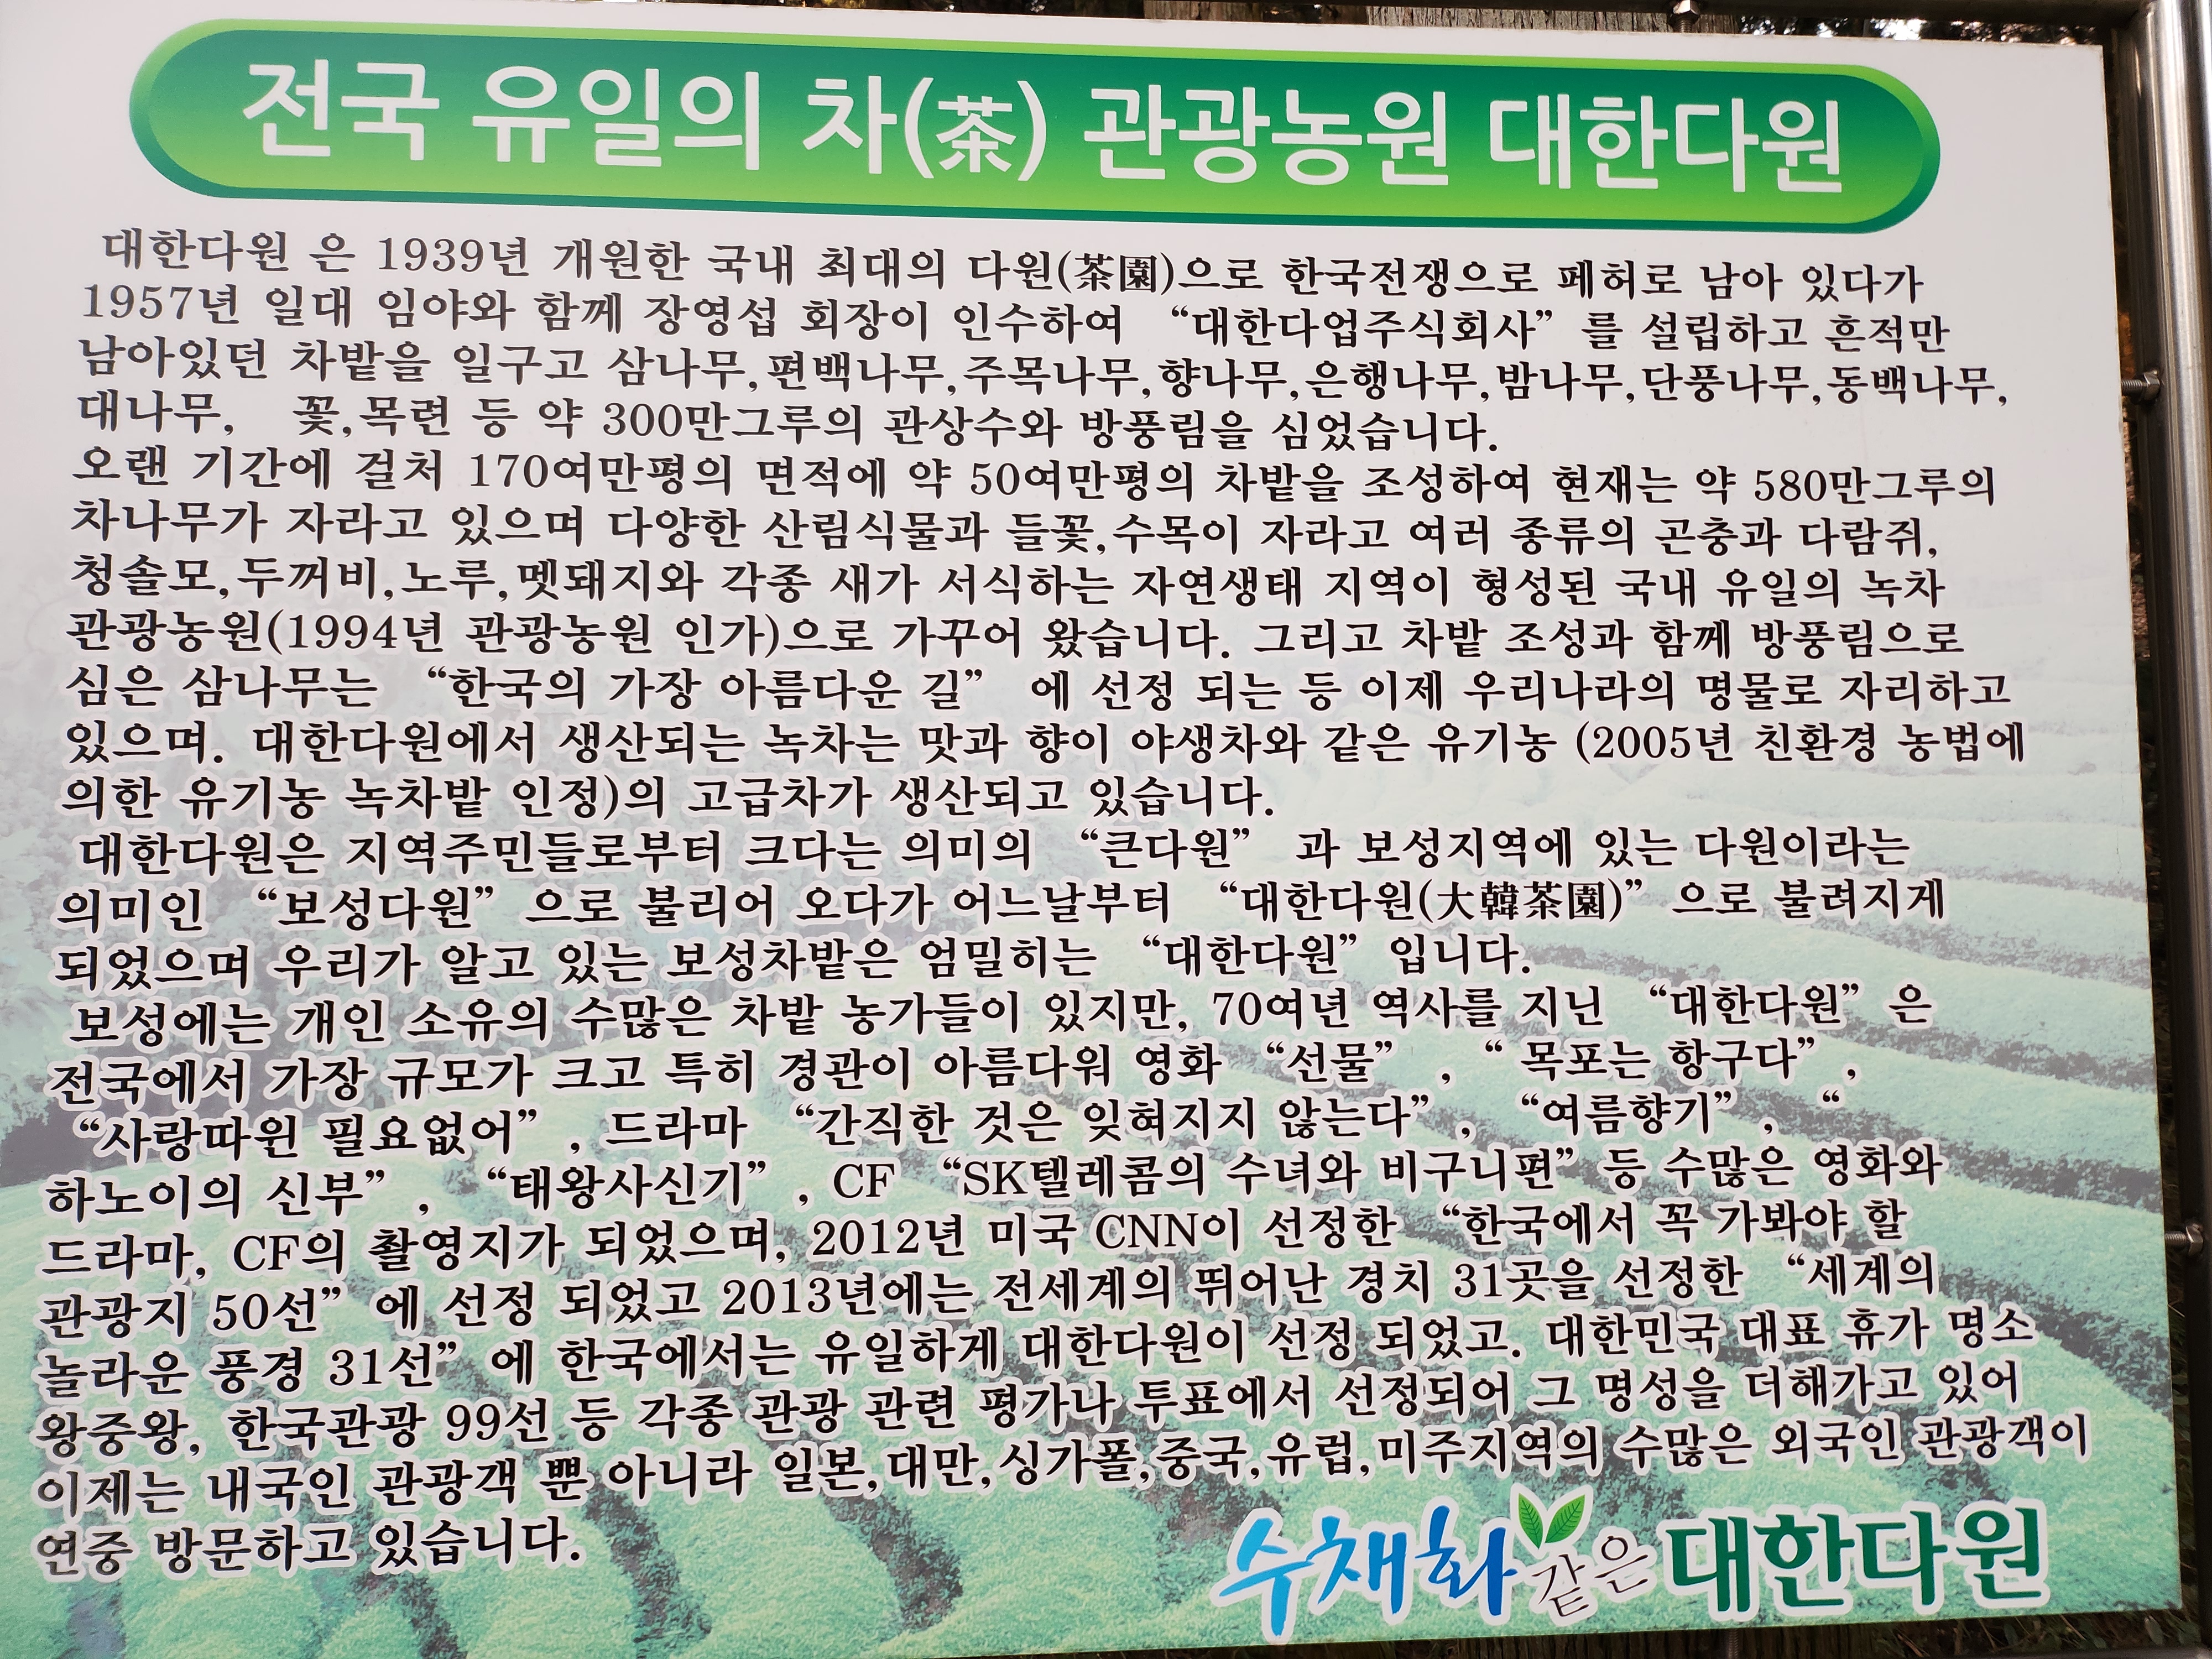 전국 유일의 차(茶) 관광농원 대한다원
대한다원 은 1939년 개원한 국내 최대의 다원(茶園)으로 한국전쟁으로 페허로 남아 있다가
1957년 일대 임야와 함께 장영섭 회장이 인수하여 “대한다업주식회사” 를 설립하고 흔적만
남아있던 차밭을 일구고 삼나무,편백나무,주목나무,향나무,은행나무,밤나무,단풍나무,동백나무,
대나무, 꽃,목련 등 약 300만그루의 관상수와 방풍림을 심었습니다.
오랜 기간에 걸처 170여만평의 면적에 약 50여만평의 차밭을 조성하여 현재는 약 580만그루의
차나무가 자라고 있으며 다양한 산림식물과 들꽃,수목이 자라고 여러 종류의 곤충과 다람쥐,
청솔모,두꺼비,노루,멧돼지와 각종 새가 서식하는 자연생태 지역이 형성된 국내 유일의 녹차
관광농원(1994년 관광농원 인가)으로 가꾸어 왔습니다. 그리고 차밭 조성과 함께 방풍림으로
심은 삼나무는 “한국의 가장 아름다운 길” 에 선정 되는 등 이제 우리나라의 명물로 자리하고
있으며. 대한다원에서 생산되는 녹차는 맛과 향이 야생차와 같은 유기농 (2005년 친환경 농법에
의한 유기농 녹차밭 인정)의 고급차가 생산되고 있습니다.
대한다원은 지역주민들로부터 크다는 의미의 “큰다원” 과 보성지역에 있는 다원이라는
의미인 “보성다원” 으로 불리어 오다가 어느날부터 “대한다원(大韓茶園)” 으로 불려지게
되었으며 우리가 알고 있는 보성차밭은 엄밀히는 “대한다원” 입니다.
보성에는 개인 소유의 수많은 차밭 농가들이 있지만, 70여년 역사를 지닌 “대한다원” 은
전국에서 가장 규모가 크고 특히 경관이 아름다워 영화 “선물” , “ 목포는 항구다” ,
“사랑따윈 필요없어” , 드라마 “간직한 것은 잊혀지지 않는다” , “여름향기” , “
하노이의 신부” , “태왕사신기” , CF “SK텔레콤의 수녀와 비구니편” 등 수많은 영화와
드라마, CF의 촬영지가 되었으며, 2012년 미국 CNN이 선정한 “한국에서 꼭 가봐야 할
관광지 50선” 에 선정 되었고 2013년에는 전세계의 뛰어난 경치 31곳을 선정한 “세계의
놀라운 풍경 31선” 에 한국에서는 유일하게 대한다원이 선정 되었고. 대한민국 대표 휴가 명소
왕중왕, 한국관광 99선 등 각종 관광 관련 평가나 투표에서 선정되어 그 명성을 더해가고 있어
이제는 내국인 관광객 뿐 아니라 일본,대만,싱가폴,중국,유럽,미주지역의 수많은 외국인 관광객이
연중 방문하고 있습니다.
수채화 같은 대한다원